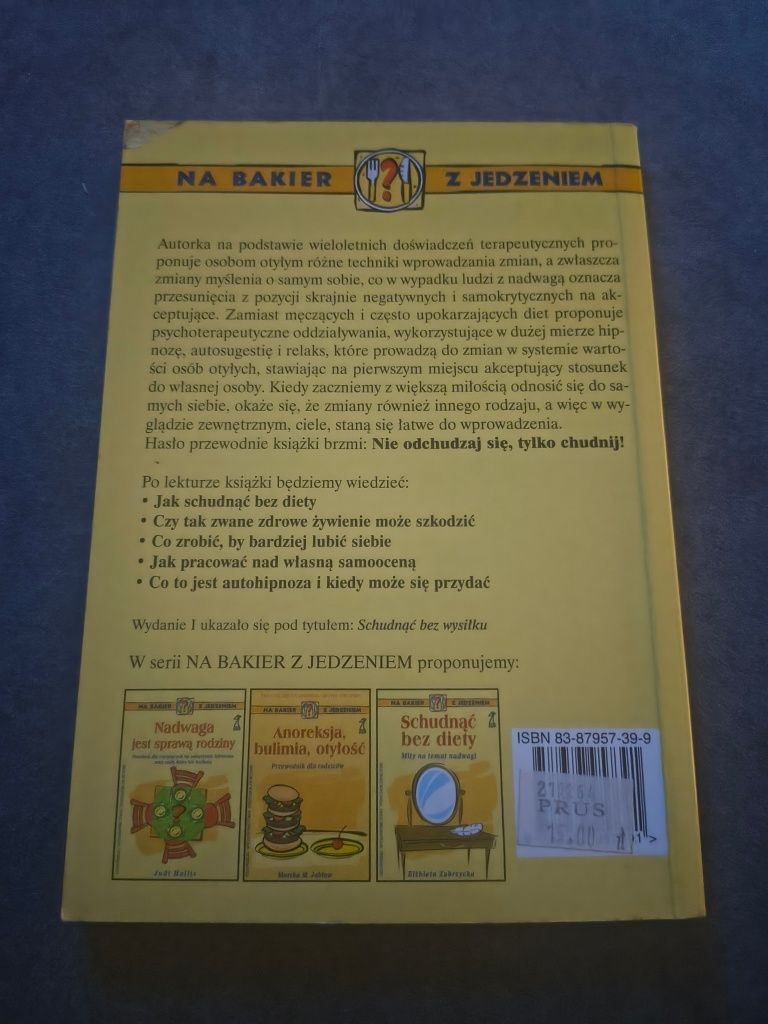 NA BAKIER ? Z JEDZENIEM
Autorka na podstawie wieloletnich doświadczeń terapeutycznych pro-
ponuje osobom otyłym różne techniki wprowadzania zmian, a zwłaszcza
zmiany myślenia o samym sobie, co w wypadku ludzi z nadwagą oznacza
przesunięcia z pozycji skrajnie negatywnych i samokrytycznych na ak-
ceptujące. Zamiast męczących i często upokarzających diet proponuje
psychoterapeutyczne oddziaływania, wykorzystujące w dużej mierze hip-
nozę, autosugestię i relaks, które prowadzą do zmian w systemie warto-
ści osób otyłych, stawiając na pierwszym miejscu akceptujący stosunek
do własnej osoby. Kiedy zaczniemy z większą miłością odnosić się do sa-
mych siebie, okaże się, że zmiany również innego rodzaju, a więc w wy-
glądzie zewnętrznym, ciele, staną się łatwe do wprowadzenia.
Hasło przewodnie książki brzmi: Nie odchudzaj się, tylko chudnij!
Po lekturze książki będziemy wiedzieć:
• Jak schudnąć bez diety
• Czy tak zwane zdrowe żywienie może szkodzić
• Co zrobić, by bardziej lubić siebie
• Jak pracować nad własną samooceną
• Co to jest autohipnoza i kiedy może się przydać
Wydanie I ukazało się pod tytułem: Schudnąć bez wysiłku
W serii NA BAKIER Z JEDZENIEM proponujemy:
NA BAKIER ? Z JEDZENIEM
Nadwaga
jest sprawą rodziny
Judi Hollis
NA BAKIER ? Z JEDZENIEM
Anoreksja,
bulimia, otyłość
Przewodnik dla rodziców
Marcha M. Jablow
NA BAKIER ? Z JEDZENIEM
Schudnąć
bez diety
Mity na temat nadwagi
Elżbieta Zubrzycka
ISBN 83-87957-39-9
PRUS